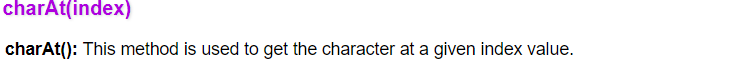 charAt(index)
charAt(): This method is used to get the character at a given index value.